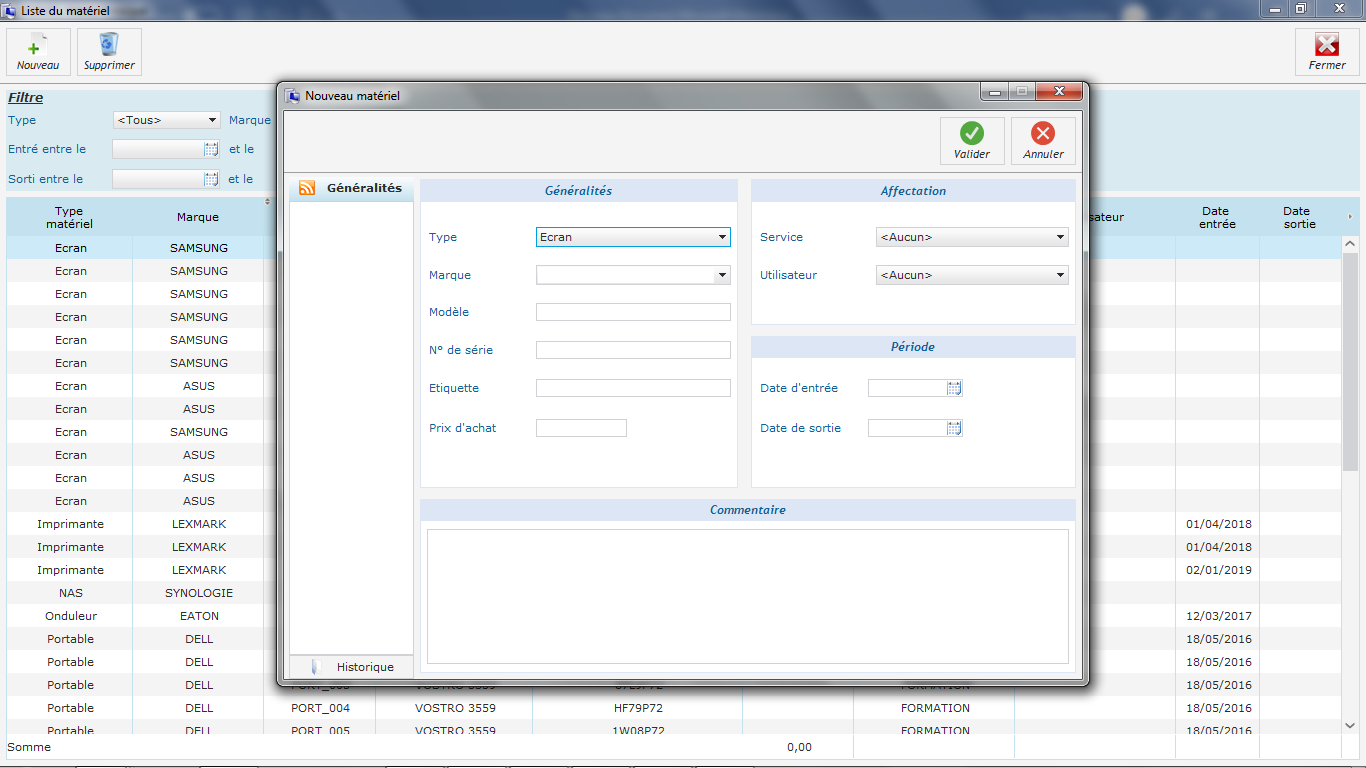 Liste du matériel
Nouveau Supprimer Fermer
Filtre
Type <Tous> Marque
Entré entre le et le
Sorti entre le et le
Type matériel Marque sateur Date entrée Date sortie
Ecran SAMSUNG
Ecran SAMSUNG
Ecran SAMSUNG
Ecran SAMSUNG
Ecran SAMSUNG
Ecran SAMSUNG
Ecran ASUS
Ecran ASUS
Ecran SAMSUNG
Ecran ASUS
Ecran ASUS
Ecran ASUS
Imprimante LEXMARK 01/04/2018
Imprimante LEXMARK 01/04/2018
Imprimante LEXMARK 02/01/2019
NAS SYNOLOGIE
Onduleur EATON 12/03/2017
Portable DELL 18/05/2016
Portable DELL 18/05/2016
Portable DELL VOSTRO 3559 FORMATION 18/05/2016
Portable DELL PORT_004 VOSTRO 3559 HF79P72 FORMATION 18/05/2016
Portable DELL PORT_005 VOSTRO 3559 1W08P72 FORMATION 18/05/2016
Somme 0,00
Nouveau matériel
Valider Annuler
Généralités
Historique
Généralités
Type Ecran
Marque
Modèle
N° de série
Etiquette
Prix d'achat
Affectation
Service <Aucun>
Utilisateur <Aucun>
Période
Date d'entrée
Date de sortie
Commentaire